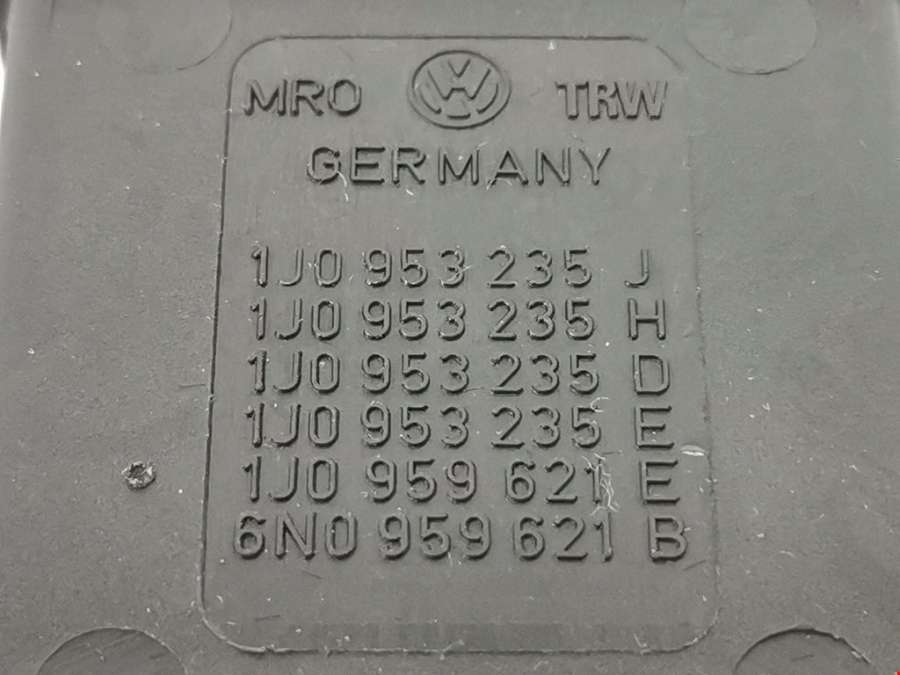 MRO VW TRW
GERMANY
1J0 953 235 J
1J0 953 235 H
1J0 953 235 D
1J0 953 235 E
1J0 959 621 E
6N0 959 621 B